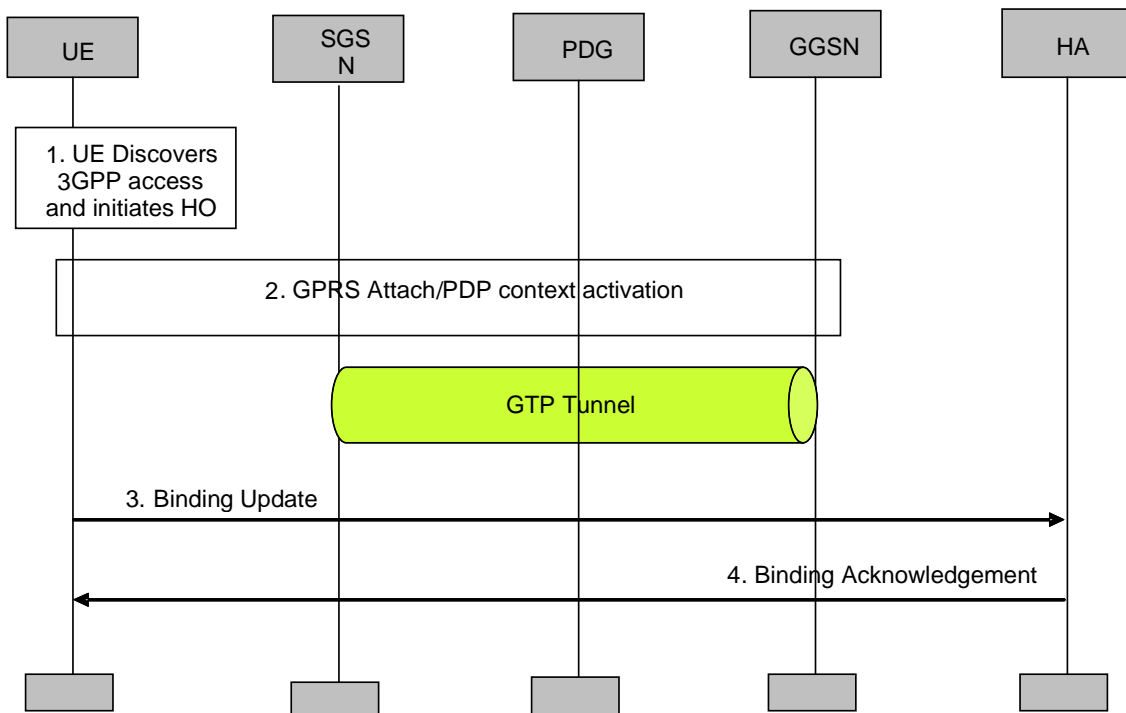 UE
SGS
N
PDG
GGSN
HA
1. UE Discovers
3GPP access
and initiates HO
2. GPRS Attach/PDP context activation
GTP Tunnel
3. Binding Update
4. Binding Acknowledgement